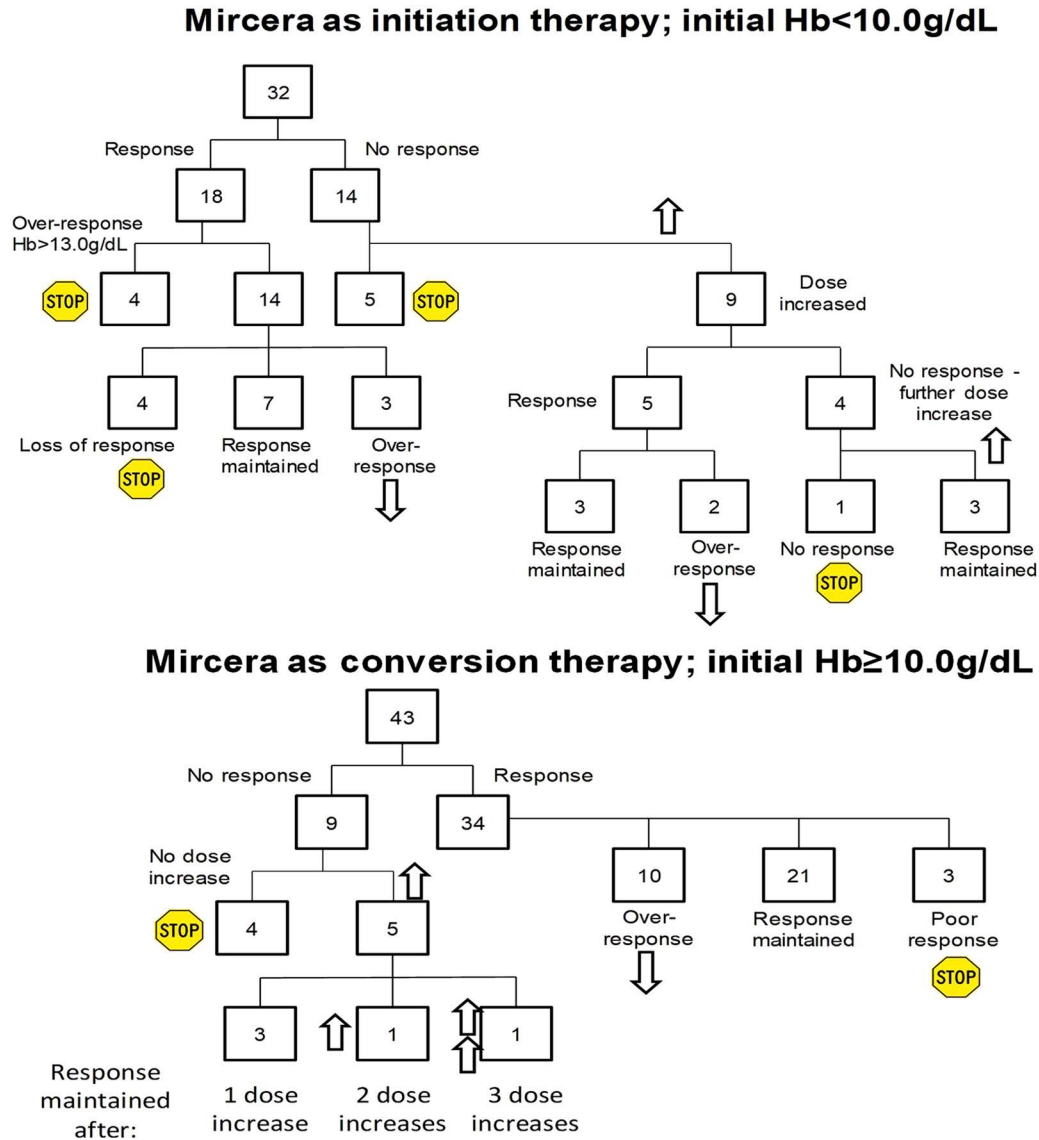 Mircera as initiation therapy; initial Hb<10.0g/dL
32
Response
No response
18
14
Over-response
Hb>13.0g/dL
STOP
4
14
5
STOP
9
Dose
increased
4
7
3
Loss of response
STOP
Response
maintained
Over-
response
Response
5
4
No response -
further dose
increase
3
2
1
3
Response
maintained
Over-
response
No response
STOP
Response
maintained
Mircera as conversion therapy; initial Hb≥10.0g/dL
43
No response
Response
9
34
No dose
increase
STOP
4
5
10
21
3
Over-
response
Response
maintained
Poor
response
STOP
3
1
1
Response
maintained
after:
1 dose
increase
2 dose
increases
3 dose
increases